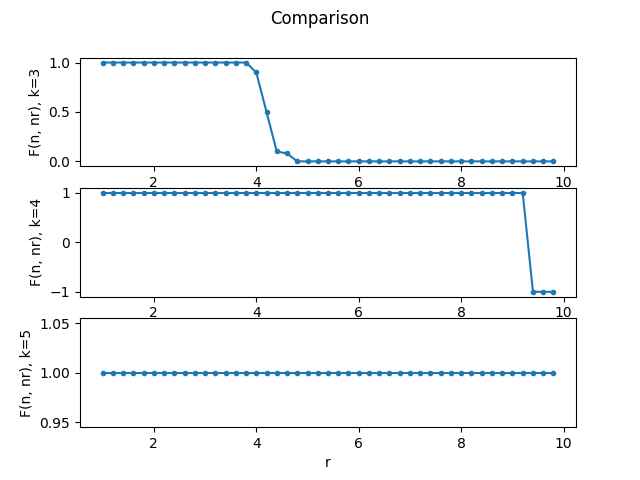 Comparison
F(n, nr), k=3
1.0
0.5
0.0
2 4 6 8 10
F(n, nr), k=4
1
0
−1
2 4 6 8 10
F(n, nr), k=5
1.05
1.00
0.95
2 4 6 8 10
r